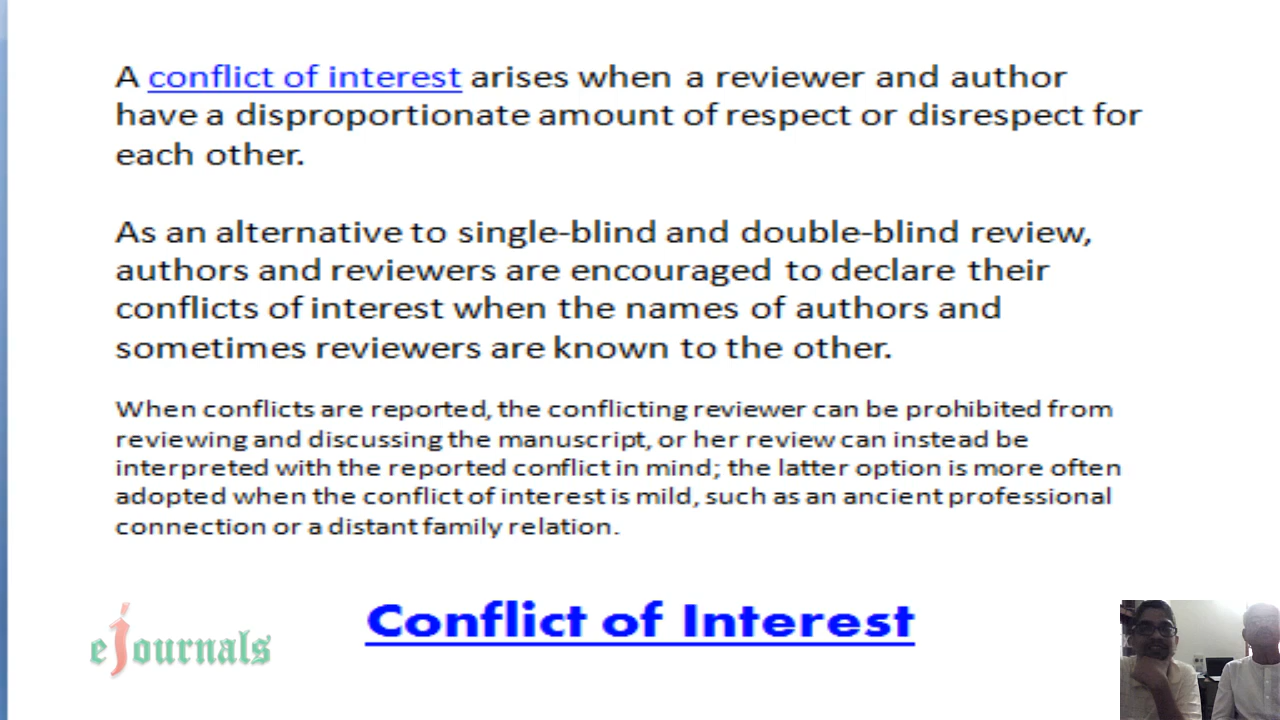 A conflict of interest arises when a reviewer and author
have a disproportionate amount of respect or disrespect for
each other.
As an alternative to single-blind and double-blind review,
authors and reviewers are encouraged to declare their
conflicts of interest when the names of authors and
sometimes reviewers are known to the other.
When conflicts are reported, the conflicting reviewer can be prohibited from
reviewing and discussing the manuscript, or her review can instead be
interpreted with the reported conflict in mind; the latter option is more often
adopted when the conflict of interest is mild, such as an ancient professional
connection or a distant family relation.
Conflict of Interest
eJournals